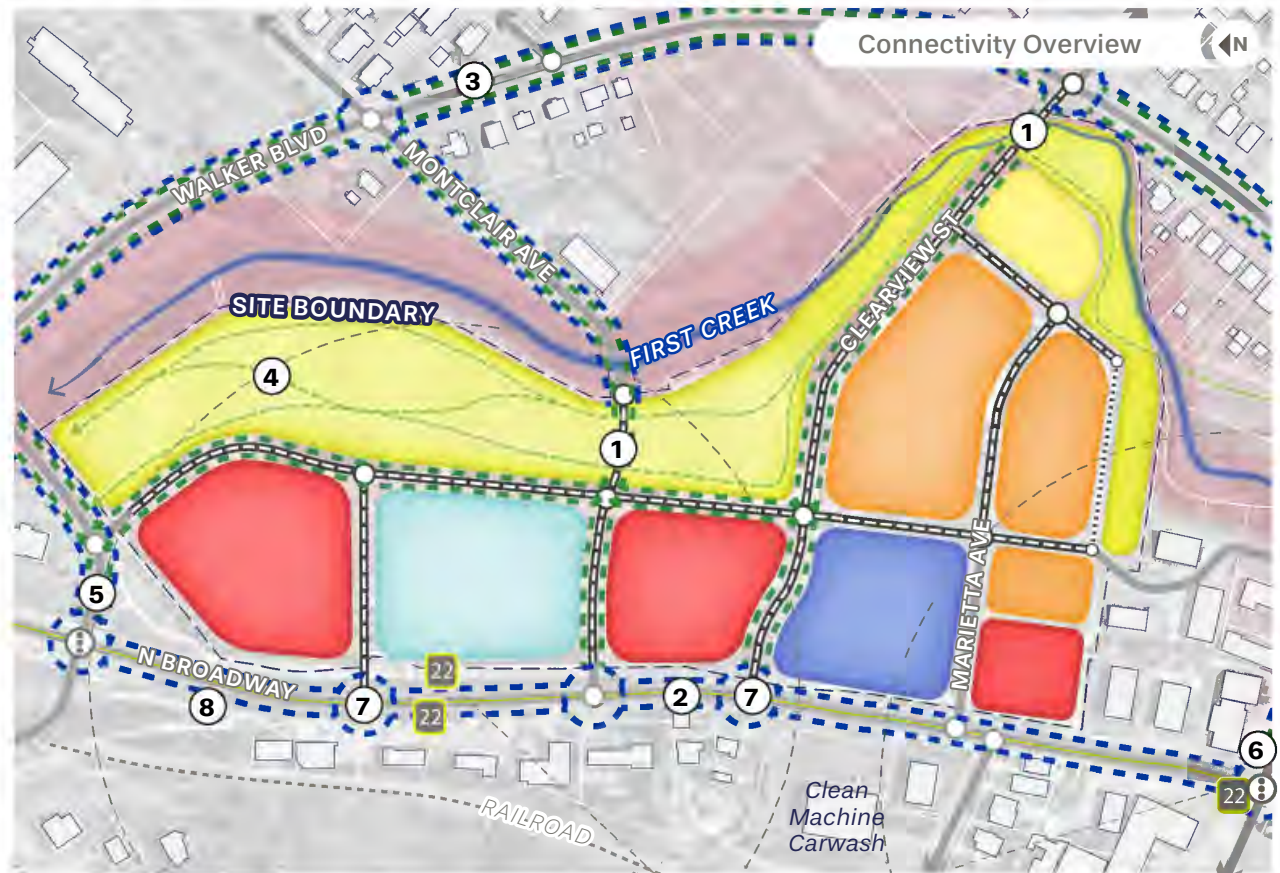 Connectivity Overview
N
3
1
WALKER BLVD
MONTCLAIR AVE
CLEARVIEW ST
SITE BOUNDARY
FIRST CREEK
4
1
5
MARIETTA AVE
N BROADWAY
22
8
7
22
2
7
6
22
RAILROAD
Clean
Machine
Carwash